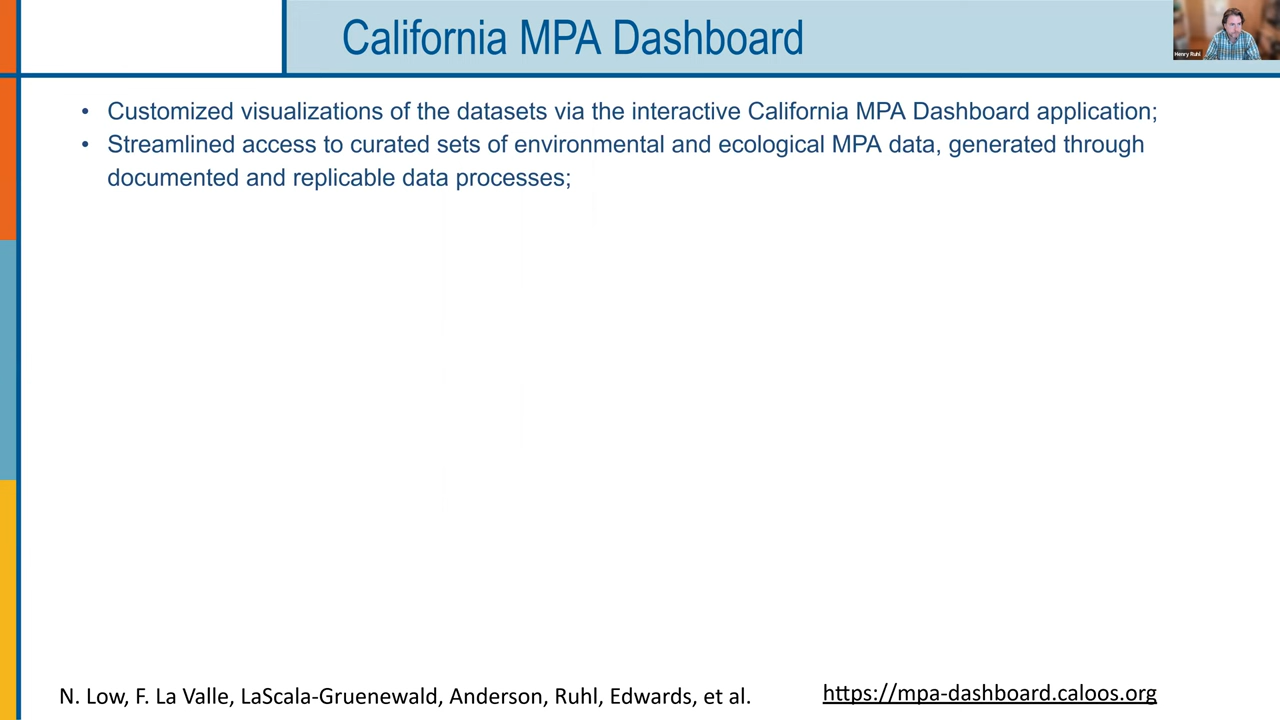 California MPA Dashboard
Henry Ruhl
• Customized visualizations of the datasets via the interactive California MPA Dashboard application;
• Streamlined access to curated sets of environmental and ecological MPA data, generated through
documented and replicable data processes;
N. Low, F. La Valle, LaScala-Gruenewald, Anderson, Ruhl, Edwards, et al.
https://mpa-dashboard.caloos.org